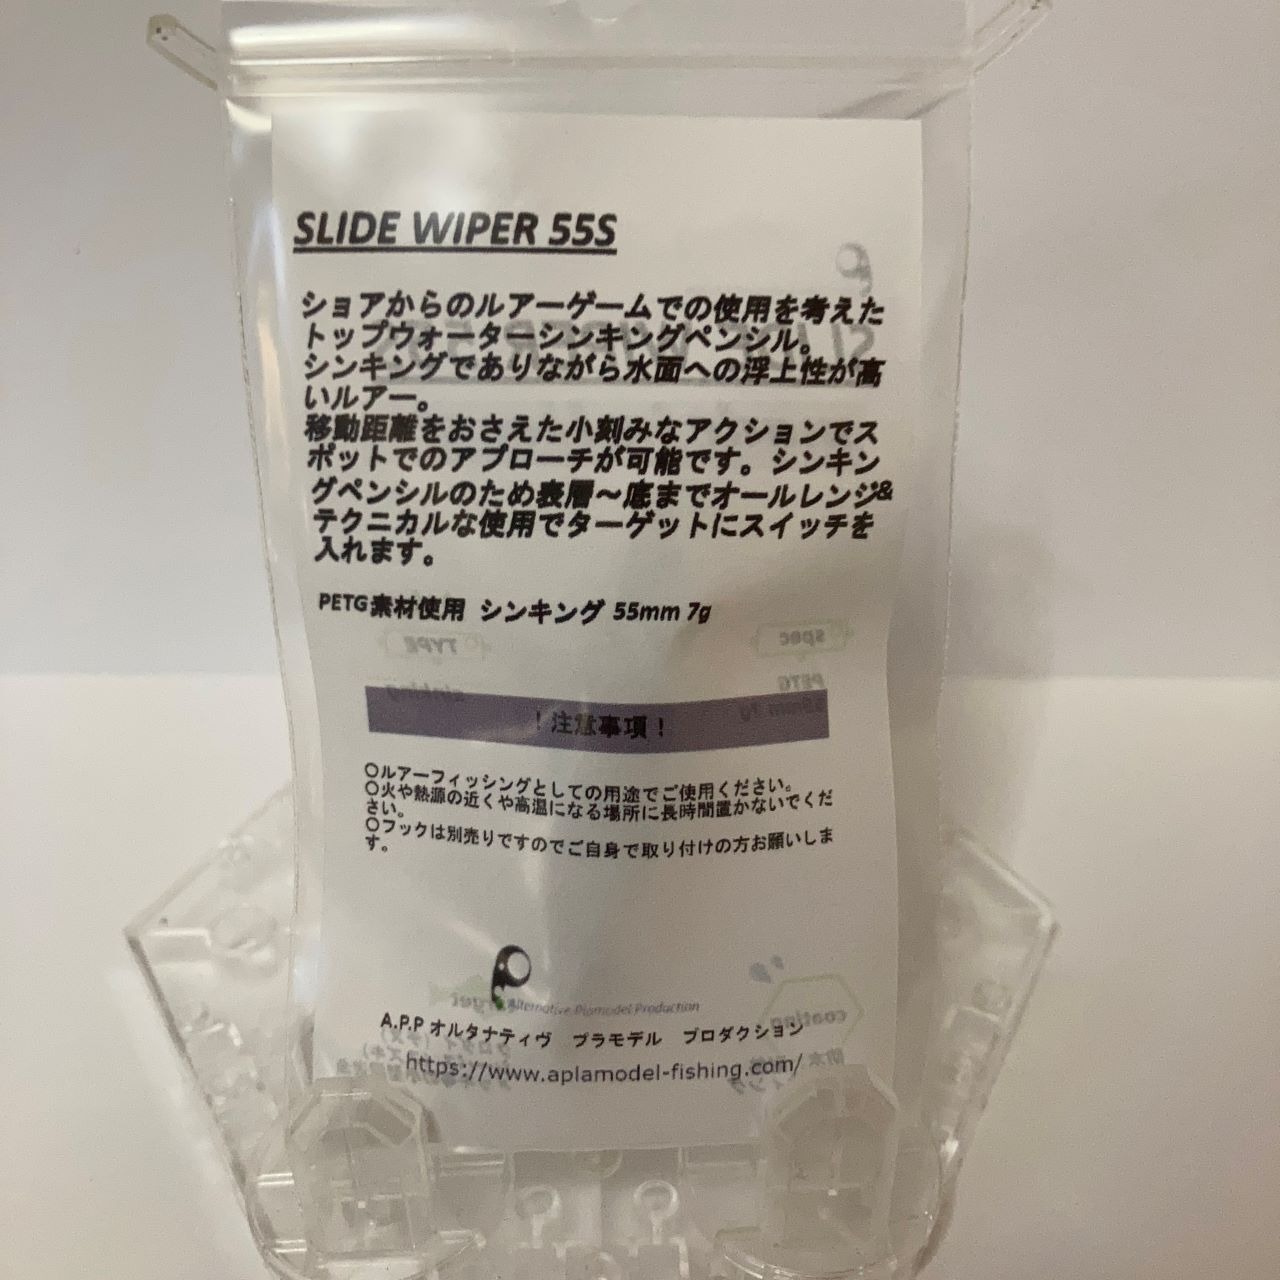 SLIDE WIPER 55S
ショアからのルアーゲームでの使用を考えた
トップウォーターシンキングペンシル。
シンキングでありながら水面への浮上性が高
いルアー。
移動距離をおさえた小刻みなアクションでス
ポットでのアプローチが可能です。シンキン
グペンシルのため表層～底までオールレンジ&
テクニカルな使用でターゲットにスイッチを
入れます。
PETG素材使用 シンキング 55mm 7g
！注意事項！
○ルアーフィッシングとしての用途でご使用ください。
○火や熱源の近くや高温になる場所に長時間置かないでくだ
さい。
○フックは別売りですのでご自身で取り付けの方お願いしま
す。
Alternative Plamodel Production
A.P.P オルタナティヴ プラモデル プロダクション
https://www.aplamodel-fishing.com/